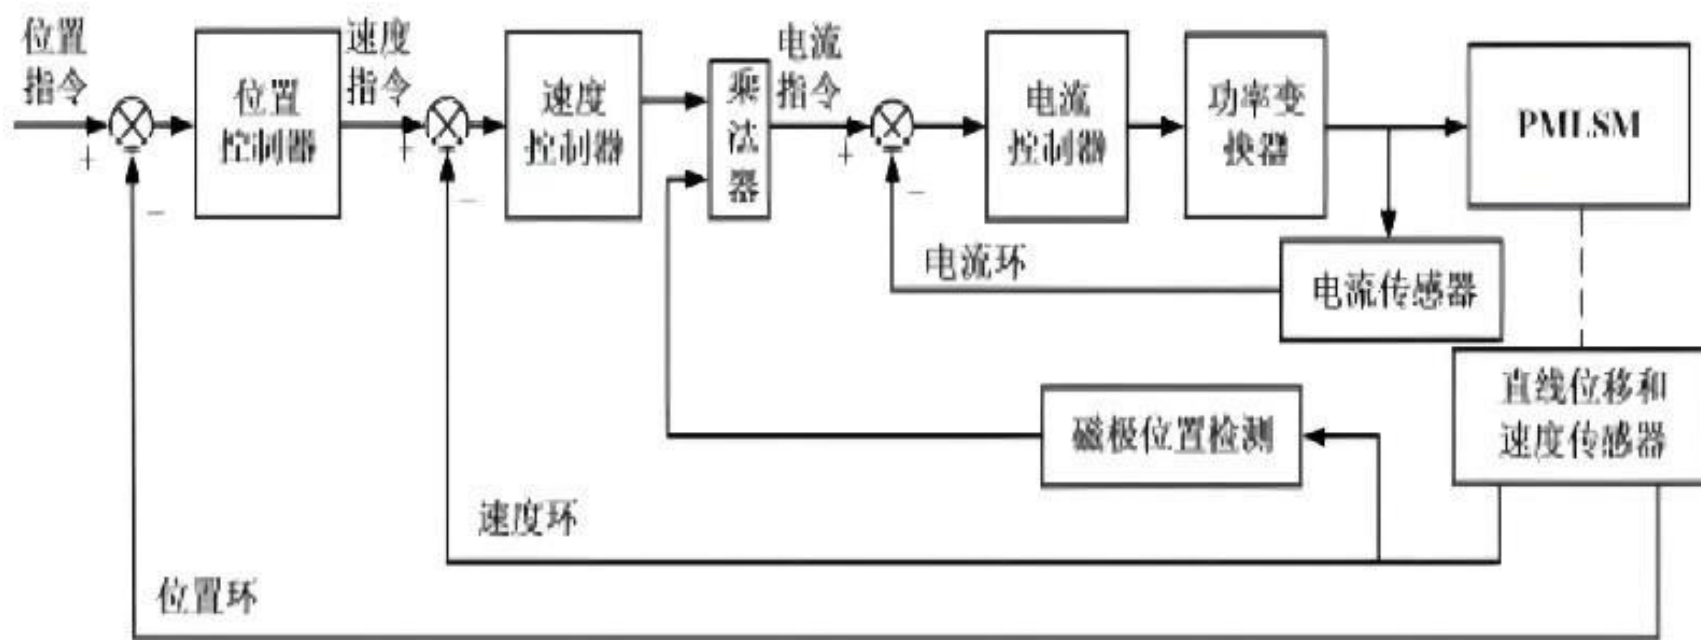 位置
指令
+
−
位置
控制器
速度
指令
+
−
速度
控制器
乘
法
器
电流
指令
+
−
电流
控制器
功率变
换器
PMLSM
电流环
电流传感器
直线位移和
速度传感器
磁极位置检测
速度环
位置环